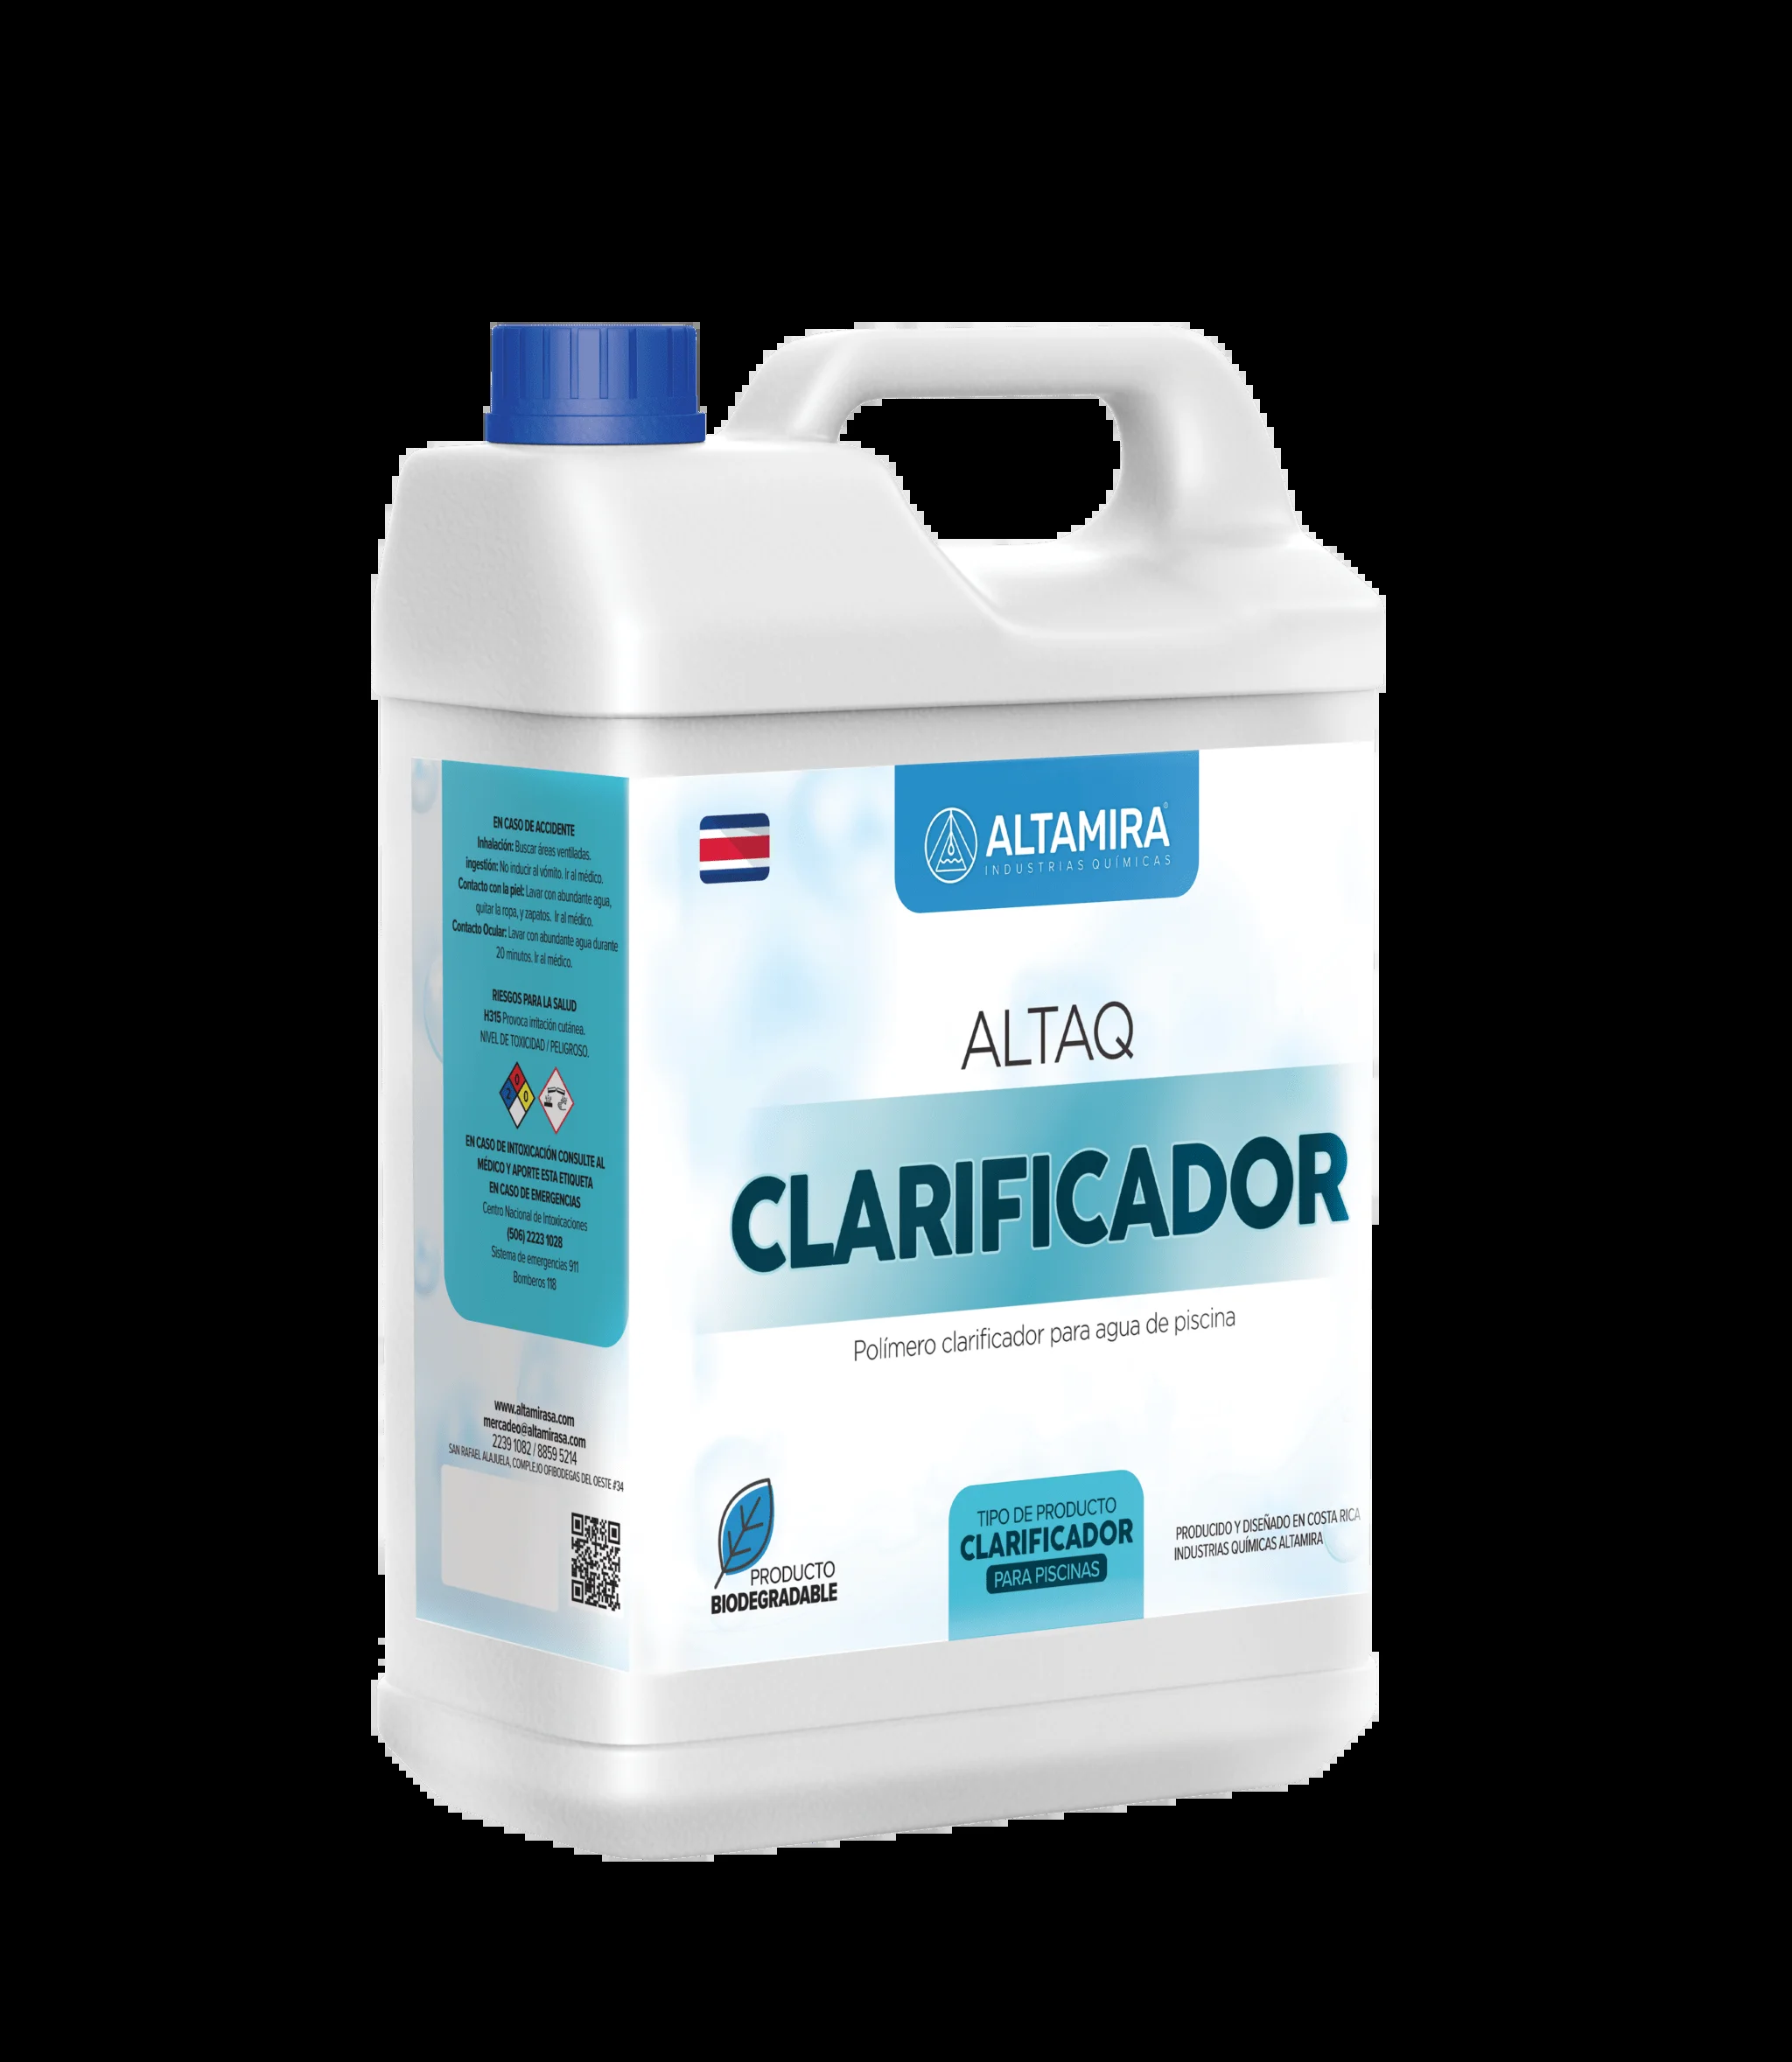 ALTAMIRA
INDUSTRIAS QUÍMICAS
ALTAQ
CLARIFICADOR
Polímero clarificador para agua de piscina
PRODUCTO
BIODEGRADABLE
TIPO DE PRODUCTO
CLARIFICADOR
PARA PISCINAS
PRODUCIDO Y DISEÑADO EN COSTA RICA
INDUSTRIAS QUÍMICAS ALTAMIRA
EN CASO DE ACCIDENTE
Inhalación: Buscar áreas ventiladas.
ingestión: No inducir al vómito. Ir al médico.
Contacto con la piel: Lavar con abundante agua,
quitar la ropa, y zapatos. Ir al médico.
Contacto Ocular: Lavar con abundante agua durante
20 minutos. Ir al médico.
RIESGOS PARA LA SALUD
H315 Provoca irritación cutánea.
NIVEL DE TOXICIDAD / PELIGROSO.
0
2 0
EN CASO DE INTOXICACIÓN CONSULTE AL
MÉDICO Y APORTE ESTA ETIQUETA
EN CASO DE EMERGENCIAS
Centro Nacional de Intoxicaciones
(506) 2223 1028
Sistema de emergencias 911
Bomberos 118
www.altamirasa.com
mercadeo@altamirasa.com
2239 1082 / 8859 5214
SAN RAFAEL ALAJUELA, COMPLEJO OFIBODEGAS DEL OESTE #34